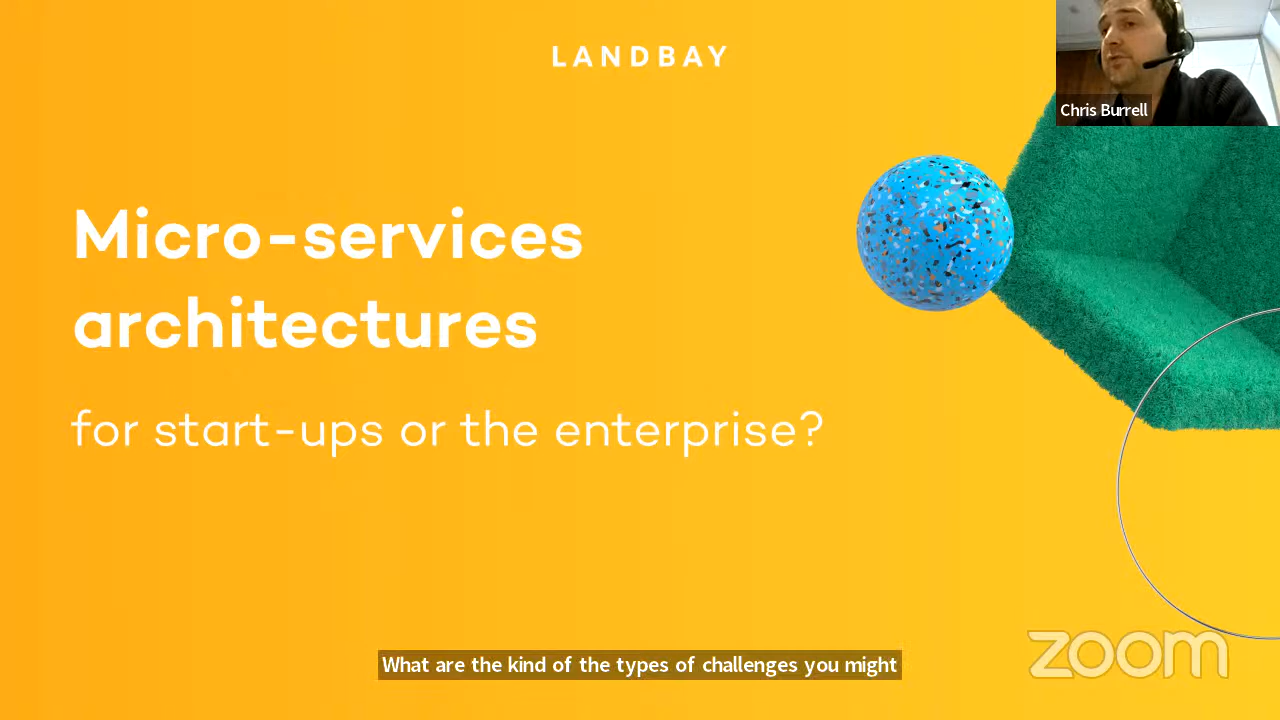 LANDBAY
Chris Burrell
Micro-services
architectures
for start-ups or the enterprise?
What are the kind of the types of challenges you might
zoom